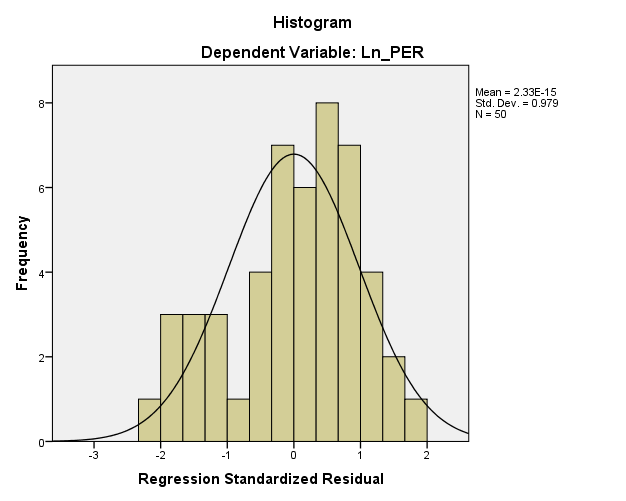 Histogram
Dependent Variable: Ln_PER
Mean = 2.33E-15
Std. Dev. = 0.979
N = 50
Frequency
8
6
4
2
0
-3 -2 -1 0 1 2
Regression Standardized Residual